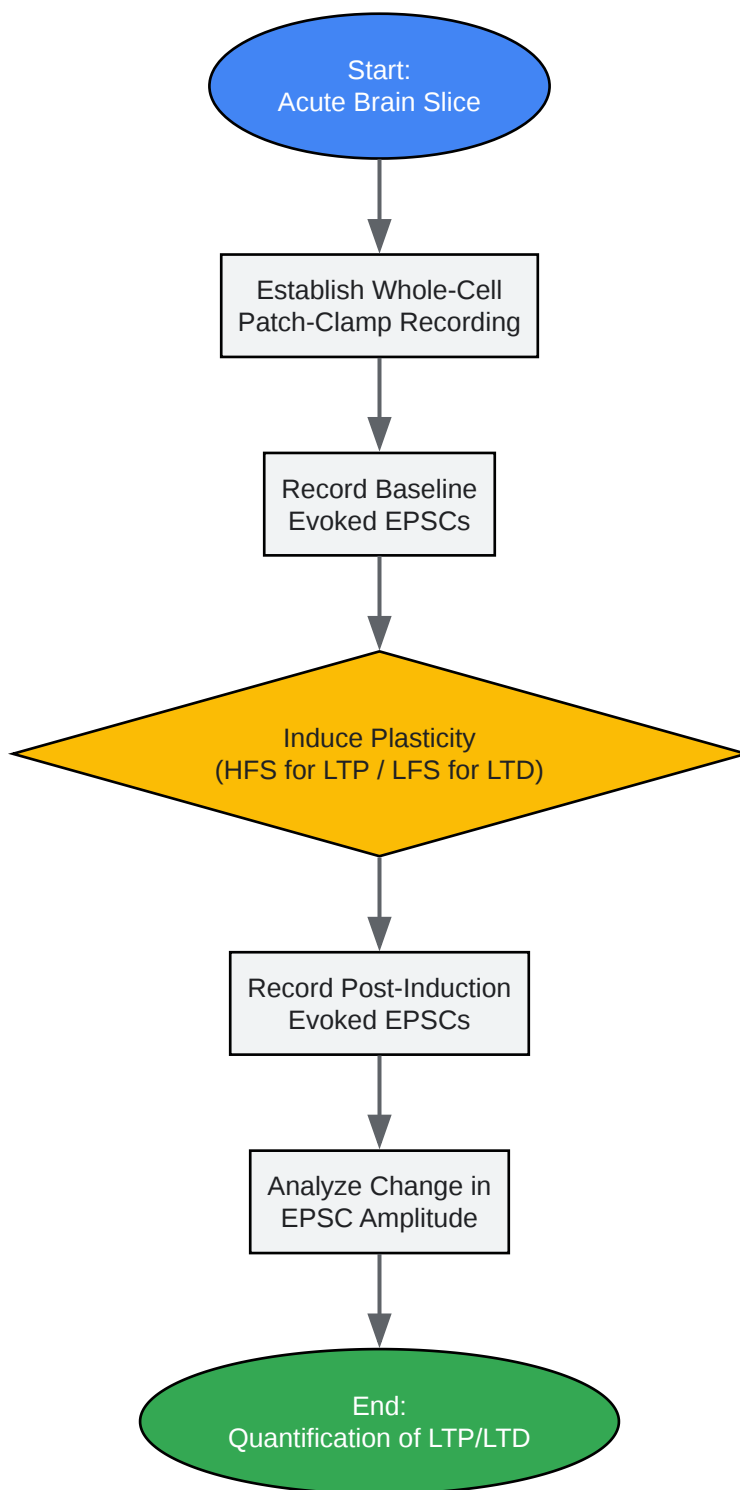 Start:
Acute Brain Slice
Establish Whole-Cell
Patch-Clamp Recording
Record Baseline
Evoked EPSCs
Induce Plasticity
(HFS for LTP / LFS for LTD)
Record Post-Induction
Evoked EPSCs
Analyze Change in
EPSC Amplitude
End:
Quantification of LTP/LTD